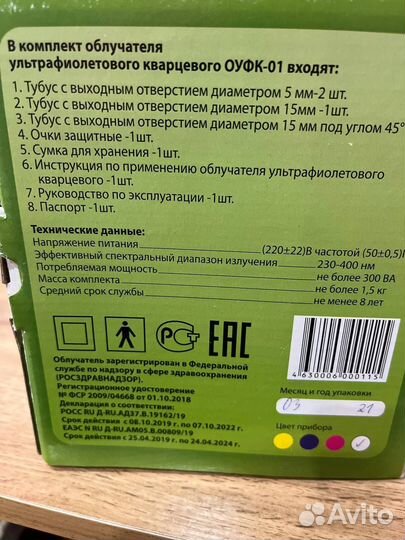 В комплект облучателя
ультрафиолетового кварцевого ОУФК-01 входят:
1. Тубус с выходным отверстием диаметром 5 мм-2 шт.
2. Тубус с выходным отверстием диаметром 15мм -1шт.
3. Тубус с выходным отверстием диаметром 15 мм под углом 45°
4. Очки защитные -1шт.
5. Сумка для хранения -1шт.
6. Инструкция по применению облучателя ультрафиолетового
кварцевого -1шт.
7. Руководство по эксплуатации -1шт.
8. Паспорт -1шт.
Технические данные:
Напряжение питания (220±22)В частотой (50±0,5)Г
Эффективный спектральный диапазон излучения 230-400 нм
Потребляемая мощность не более 300 ВА
Масса комплекта не более 1,5 кг
Средний срок службы не менее 8 лет
РСТ ЕАС
Облучатель зарегистрирован в Федеральной
службе по надзору в сфере здравоохранения
(РОСЗДРАВНАДЗОР).
Регистрационное удостоверение
№ ФСР 2009/04668 от 01.10.2018
Декларация о соответствии:
РОСС RU Д-RU.АД37.В.19162/19
Срок действия с 08.10.2019 г. по 07.10.2022 г.
ЕАЭС N RU Д-RU.АМ05.В.00809/19
Срок действия с 25.04.2019 г. по 24.04.2024 г.
4 630006 000115
Месяц и год упаковки
03 21
Цвет прибора
Avito